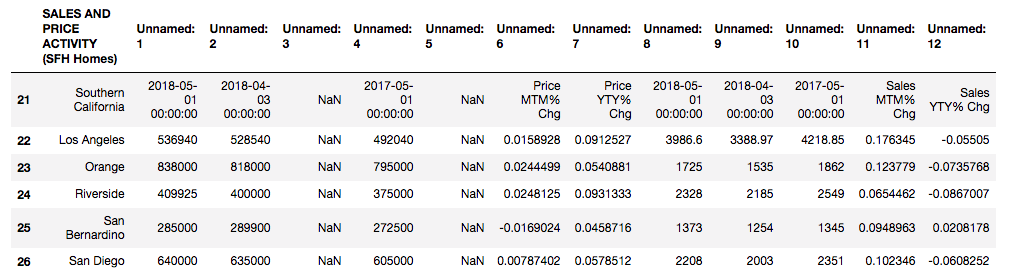 SALES AND PRICE ACTIVITY (SFH Homes) Unnamed: 1 Unnamed: 2 Unnamed: 3 Unnamed: 4 Unnamed: 5 Unnamed: 6 Unnamed: 7 Unnamed: 8 Unnamed: 9 Unnamed: 10 Unnamed: 11 Unnamed: 12
21 Southern California 2018-05-01 00:00:00 2018-04-03 00:00:00 NaN 2017-05-01 00:00:00 NaN Price MTM% Chg Price YTY% Chg 2018-05-01 00:00:00 2018-04-03 00:00:00 2017-05-01 00:00:00 Sales MTM% Chg Sales YTY% Chg
22 Los Angeles 536940 528540 NaN 492040 NaN 0.0158928 0.0912527 3986.6 3388.97 4218.85 0.176345 -0.05505
23 Orange 838000 818000 NaN 795000 NaN 0.0244499 0.0540881 1725 1535 1862 0.123779 -0.0735768
24 Riverside 409925 400000 NaN 375000 NaN 0.0248125 0.0931333 2328 2185 2549 0.0654462 -0.0867007
25 San Bernardino 285000 289900 NaN 272500 NaN -0.0169024 0.0458716 1373 1254 1345 0.0948963 0.0208178
26 San Diego 640000 635000 NaN 605000 NaN 0.00787402 0.0578512 2208 2003 2351 0.102346 -0.0608252